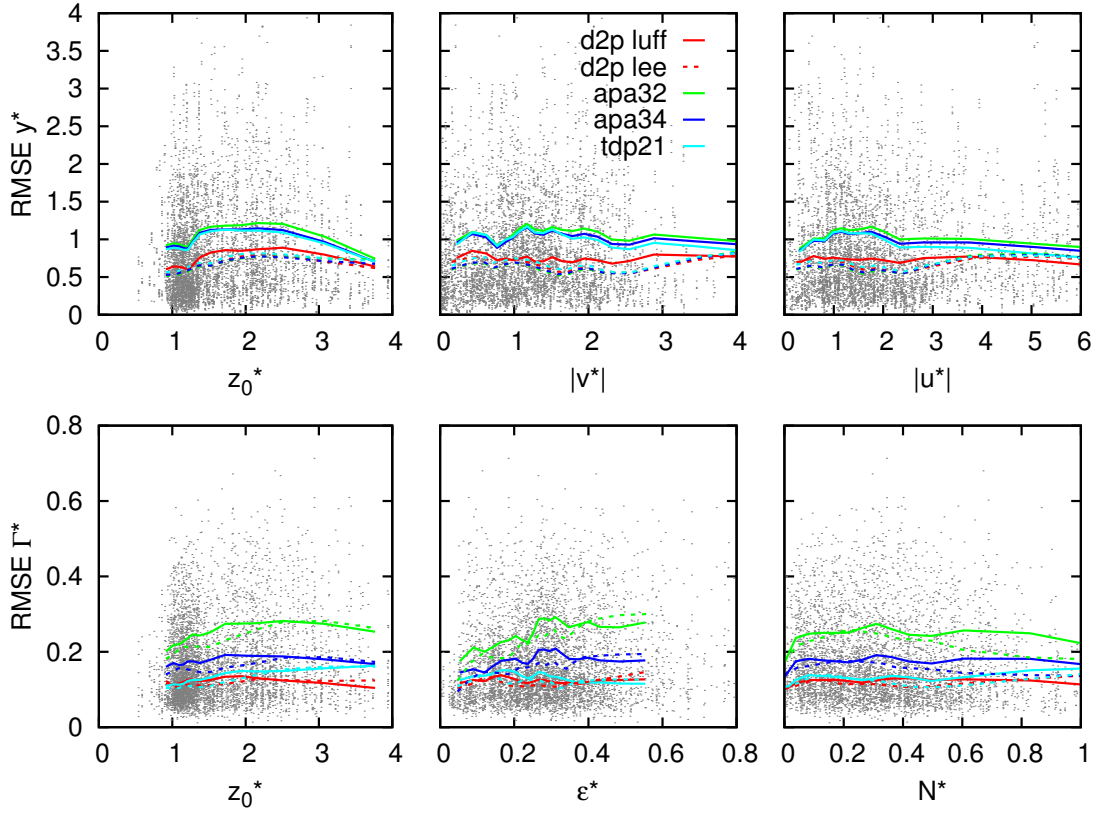 4
3.5
3
2.5
2
1.5
1
0.5
0
RMSE y*
0 1 2 3 4
z0*
d2p luff
d2p lee
apa32
apa34
tdp21
0 1 2 3 4
|v*|
0 1 2 3 4 5 6
|u*|
0.8
0.6
0.4
0.2
0
RMSE Γ*
0 1 2 3 4
z0*
0 0.2 0.4 0.6 0.8
ε*
0 0.2 0.4 0.6 0.8 1
N*